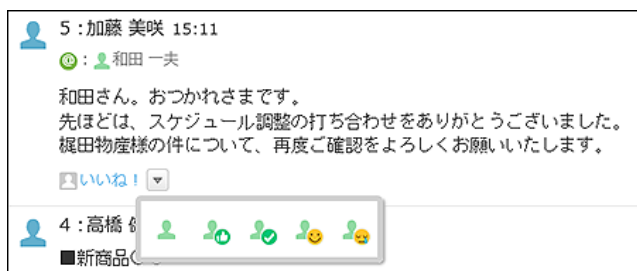 5 : 加藤 美咲 15:11
@ : 和田 一夫
和田さん。おつかれさまです。
先ほどは、スケジュール調整の打ち合わせをありがとうございました。
梶田物産様の件について、再度ご確認をよろしくお願いいたします。
いいね！
4 : 高橋
■新商品